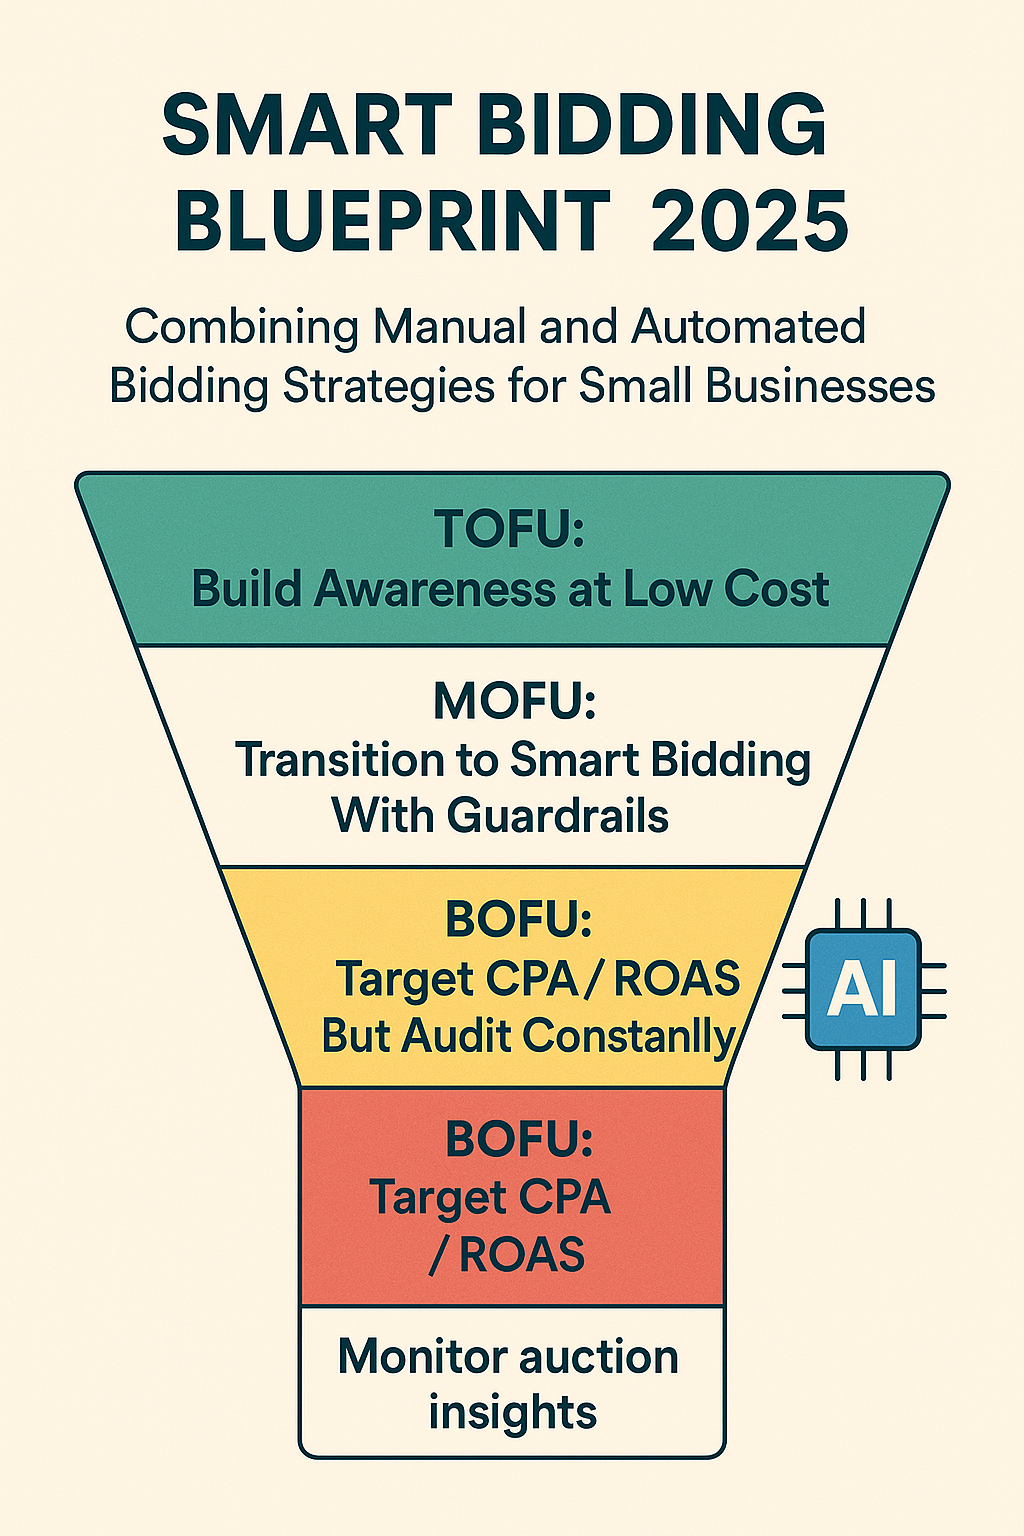 SMART BIDDING
BLUEPRINT 2025
Combining Manual and Automated
Bidding Strategies for Small Businesses
TOFU:
Build Awareness at Low Cost
MOFU:
Transition to Smart Bidding
With Guardrails
BOFU:
Target CPA / ROAS
But Audit Constanlly
AI
BOFU:
Target CPA
/ ROAS
Monitor auction
insights